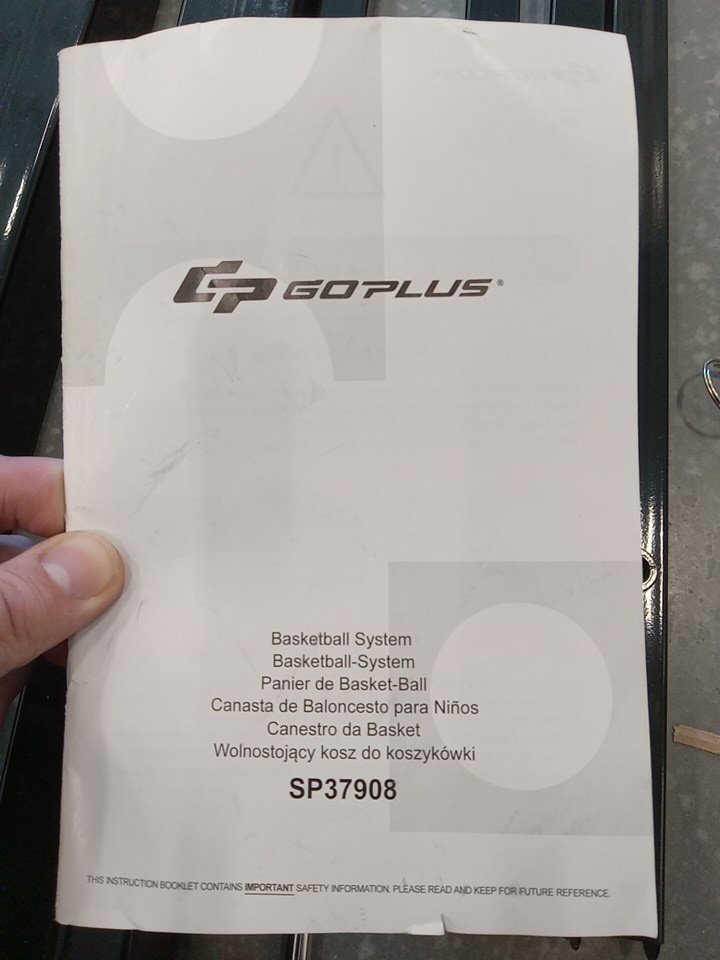 GP GOPLUS®
Basketball System
Basketball-System
Panier de Basket-Ball
Canasta de Baloncesto para Niños
Canestro da Basket
Wolnostojący kosz do koszykówki
SP37908
THIS INSTRUCTION BOOKLET CONTAINS IMPORTANT SAFETY INFORMATION. PLEASE READ AND KEEP FOR FUTURE REFERENCE.